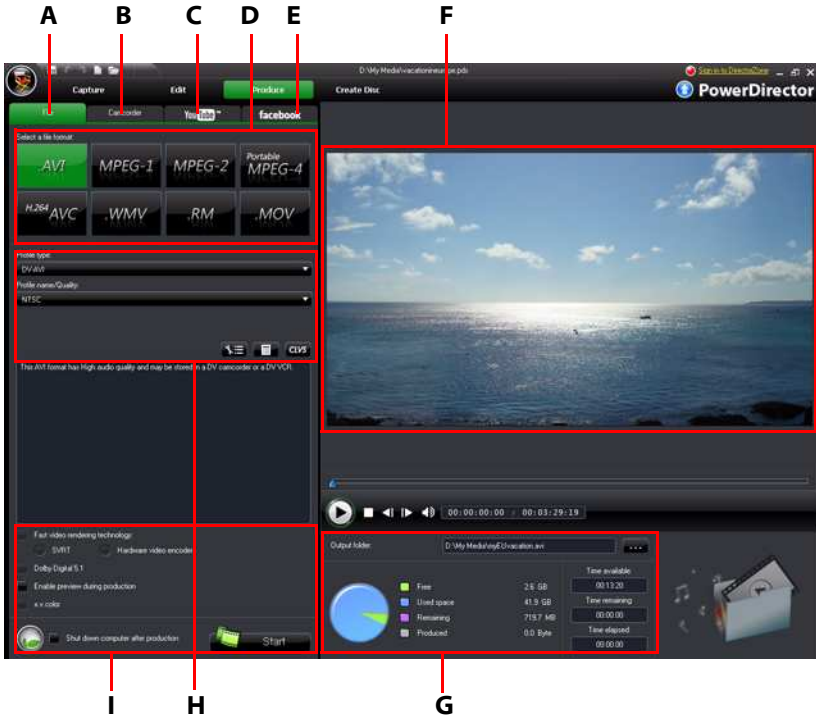 A B C D E F
D:\My Media\vacationineurope.pds
Sign in to DirectorZone
Capture Edit Produce Create Disc
PowerDirector
File Camcorder YouTube facebook
Select a file format:
.AVI MPEG-1 MPEG-2 Portable MPEG-4
H.264 AVC .WMV .RM .MOV
Profile type:
DV-AVI
Profile name/Quality:
NTSC
CLVS
This AVI format has High audio quality and may be stored in a DV camcorder or a DV VCR.
00:00:00:00 / 00:03:29:19
Fast video rendering technology:
SVRT Hardware video encoder
Dolby Digital 5.1
Enable preview during production
x.v.color
Shut down computer after production
Start
Output folder: D:\My Media\myEU\vacation.avi ...
Free 2.6 GB
Used space 41.9 GB
Remaining 719.7 MB
Produced 0.0 Byte
Time available
00:13:20
Time remaining
00:00:00
Time elapsed
00:00:00
I H G